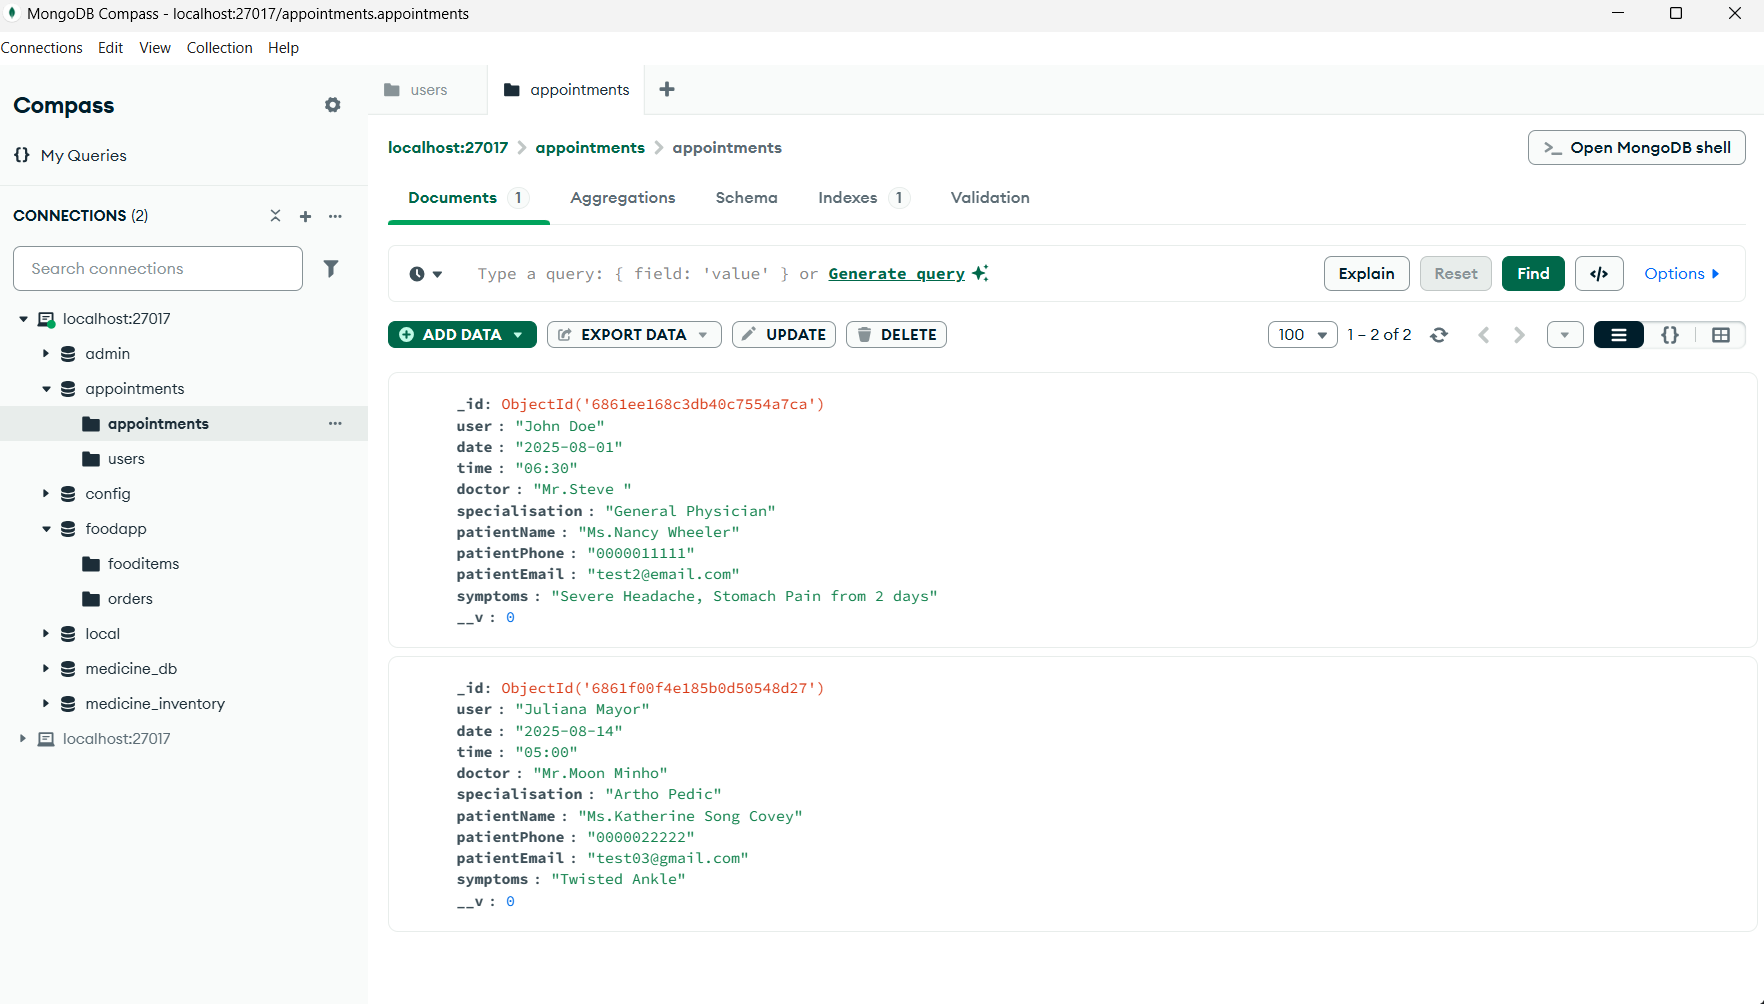 MongoDB Compass - localhost:27017/appointments.appointments
Connections Edit View Collection Help
Compass
{} My Queries
CONNECTIONS (2)
Search connections
localhost:27017
admin
appointments
appointments
users
config
foodapp
fooditems
orders
local
medicine_db
medicine_inventory
localhost:27017
users
appointments
localhost:27017 > appointments > appointments
>_ Open MongoDB shell
Documents 1 Aggregations Schema Indexes 1 Validation
Type a query: { field: 'value' } or Generate query
Explain Reset Find </> Options
ADD DATA EXPORT DATA UPDATE DELETE
100 1 – 2 of 2 {}
_id: ObjectId('6861ee168c3db40c7554a7ca')
user : "John Doe"
date : "2025-08-01"
time : "06:30"
doctor : "Mr.Steve "
specialisation : "General Physician"
patientName : "Ms.Nancy Wheeler"
patientPhone : "0000011111"
patientEmail : "test2@email.com"
symptoms : "Severe Headache, Stomach Pain from 2 days"
__v : 0
_id: ObjectId('6861f00f4e185b0d50548d27')
user : "Juliana Mayor"
date : "2025-08-14"
time : "05:00"
doctor : "Mr.Moon Minho"
specialisation : "Artho Pedic"
patientName : "Ms.Katherine Song Covey"
patientPhone : "0000022222"
patientEmail : "test03@gmail.com"
symptoms : "Twisted Ankle"
__v : 0